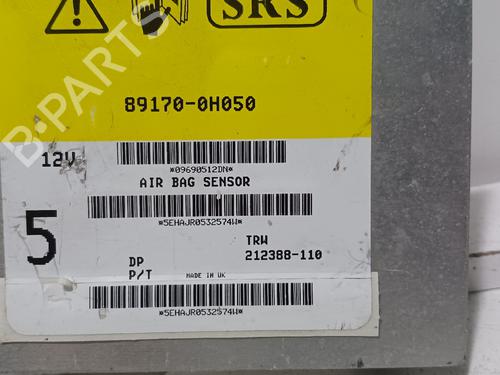 SRS
89170-0H050
12V
*09690512DN*
AIR BAG SENSOR
*5EHAJR0532574W*
5
TRW
DP
212388-110
P/T
MADE IN UK
*5EHAJR0532574W*
B-PARTS